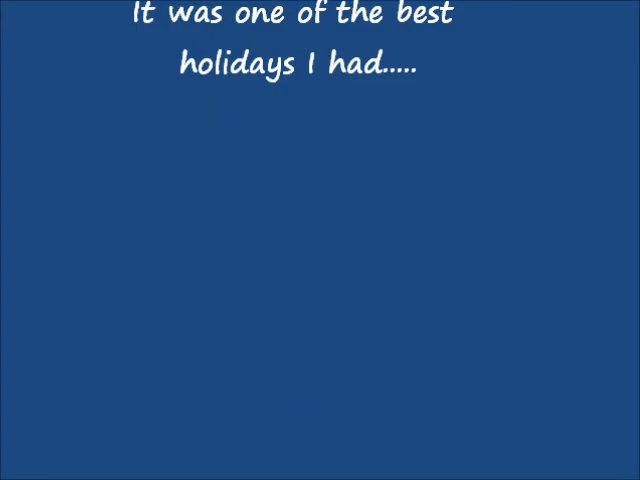 It was one of the best
holidays I had.....